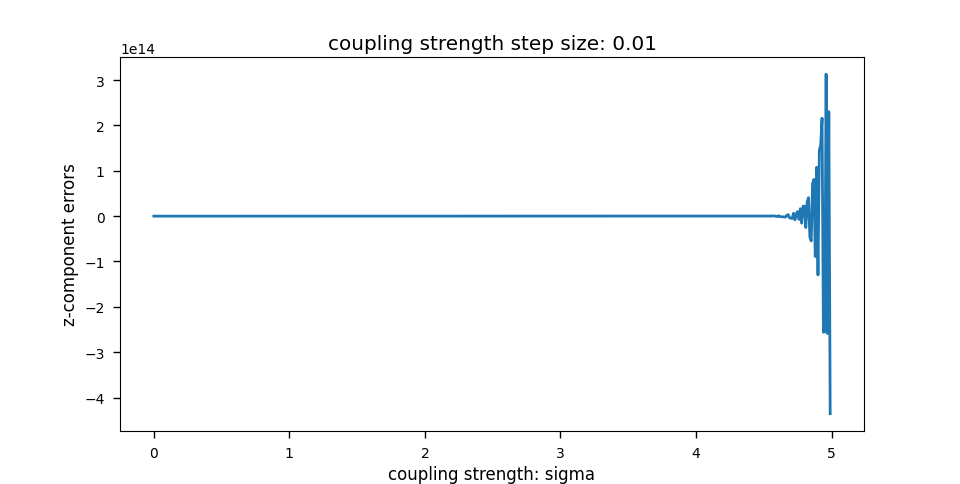 coupling strength step size: 0.01
1e14
3
2
1
0
−1
−2
−3
−4
z-component errors
0 1 2 3 4 5
coupling strength: sigma